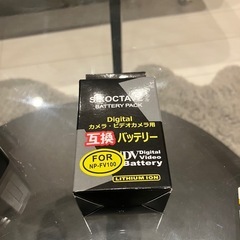 SIXOCTAVE
BATTERY PACK
Digital
カメラ・ビデオカメラ用
互換バッテリー
FOR
NP-FV100
DV Digital
Video
Battery
LITHIUM ION